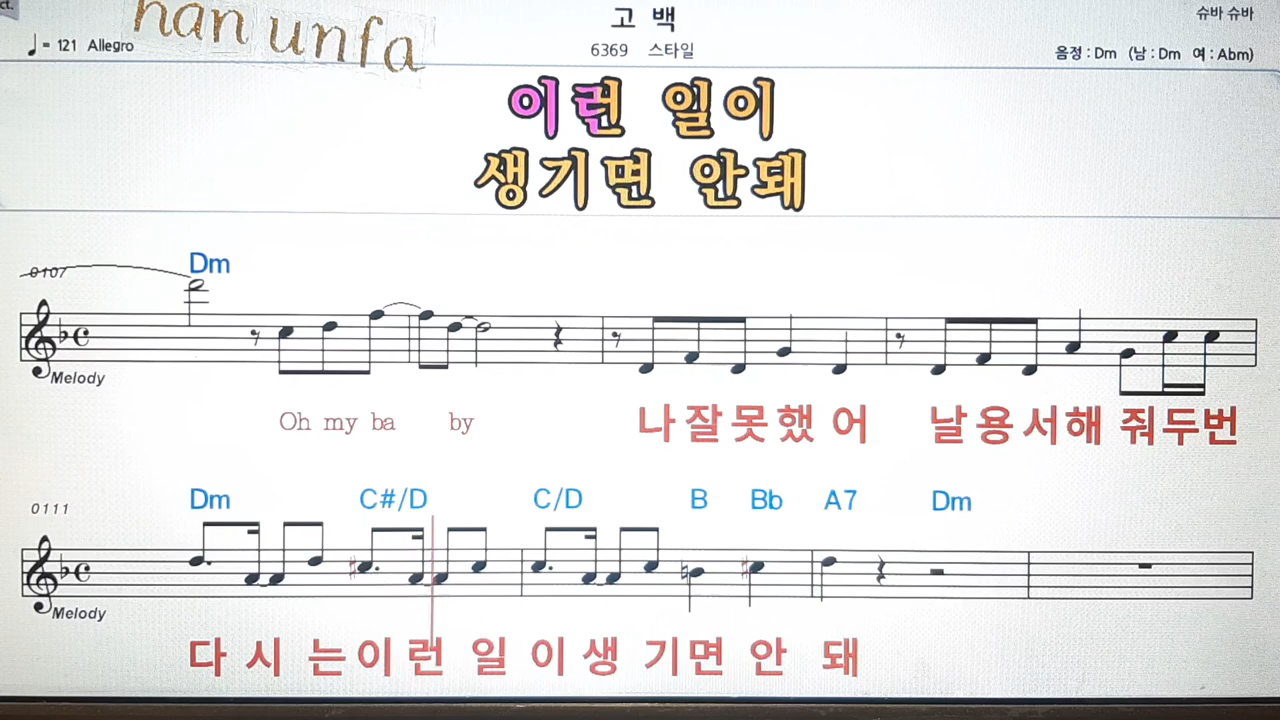 ct.
han unfa
고 백
슈바 슈바
♩= 121 Allegro
6369 스타일
음정 : Dm (남 : Dm 여 : Abm)
이런 일이
생기면 안돼
0107
Dm
Melody
Oh my ba by 나 잘 못 했 어 날 용 서 해 줘 두 번
0111
Dm C#/D C/D B Bb A7 Dm
Melody
다 시 는 이 런 일 이 생 기 면 안 돼